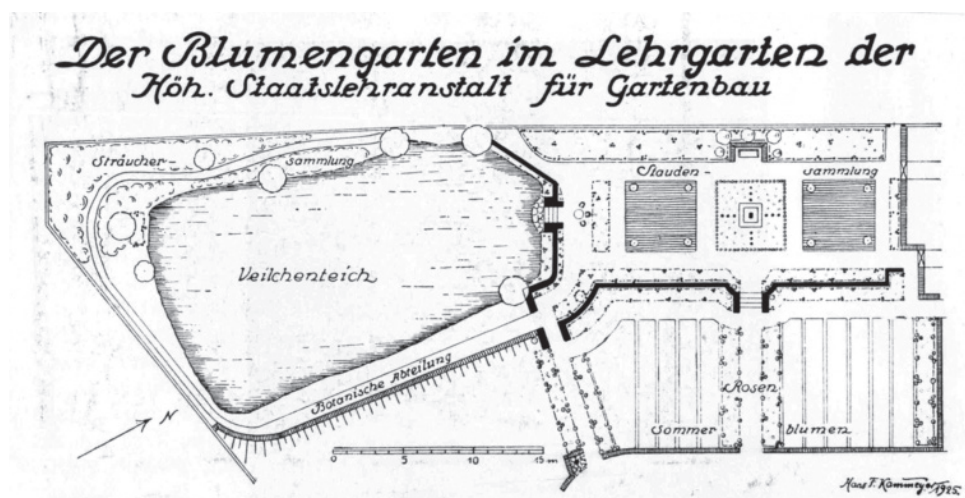 Der Blumengarten im Lehrgarten der
Höh. Staatslehranstalt für Gartenbau
Sträucher-
Sammlung
Stauden-
Sammlung
Veilchenteich
Botanische Abteilung
Rosen
Sommer
blumen
N
0 5 10 15 m
Hans F. Kammeyer
1925